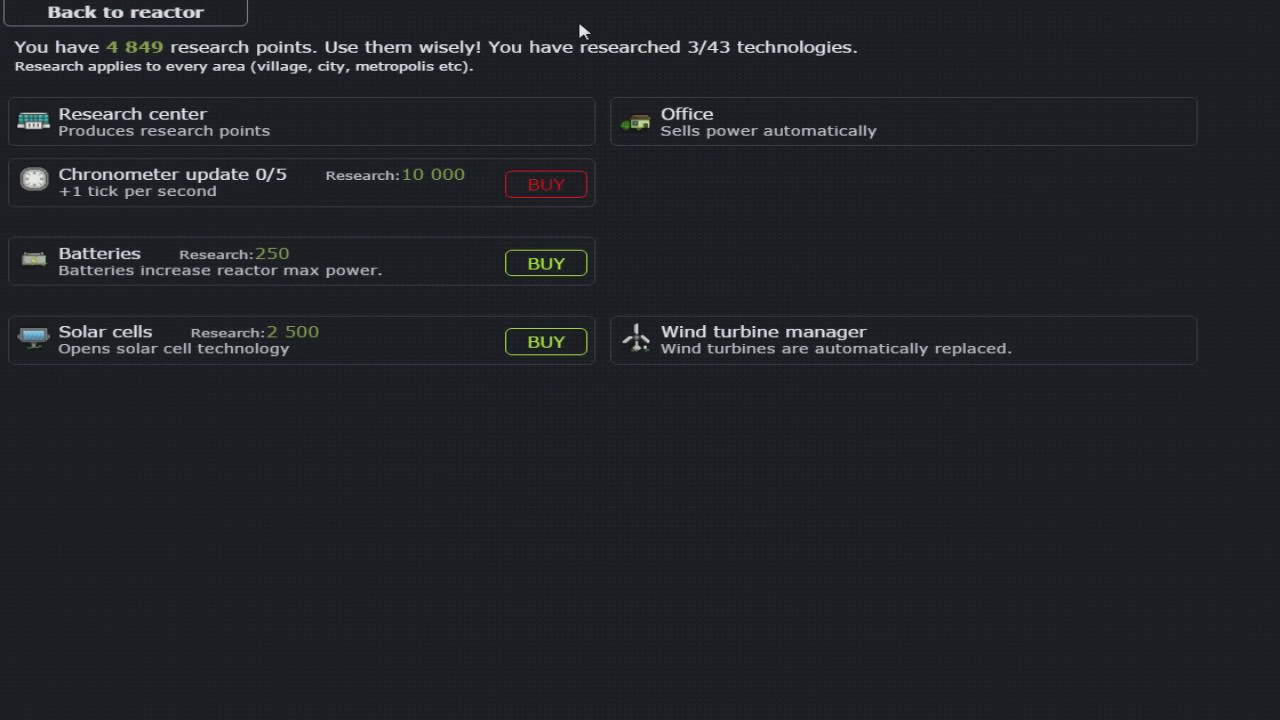 Back to reactor
You have 4 849 research points. Use them wisely! You have researched 3/43 technologies.
Research applies to every area (village, city, metropolis etc).
Research center
Produces research points
Office
Sells power automatically
Chronometer update 0/5 Research:10 000
+1 tick per second
BUY
Batteries Research:250
Batteries increase reactor max power.
BUY
Solar cells Research:2 500
Opens solar cell technology
BUY
Wind turbine manager
Wind turbines are automatically replaced.